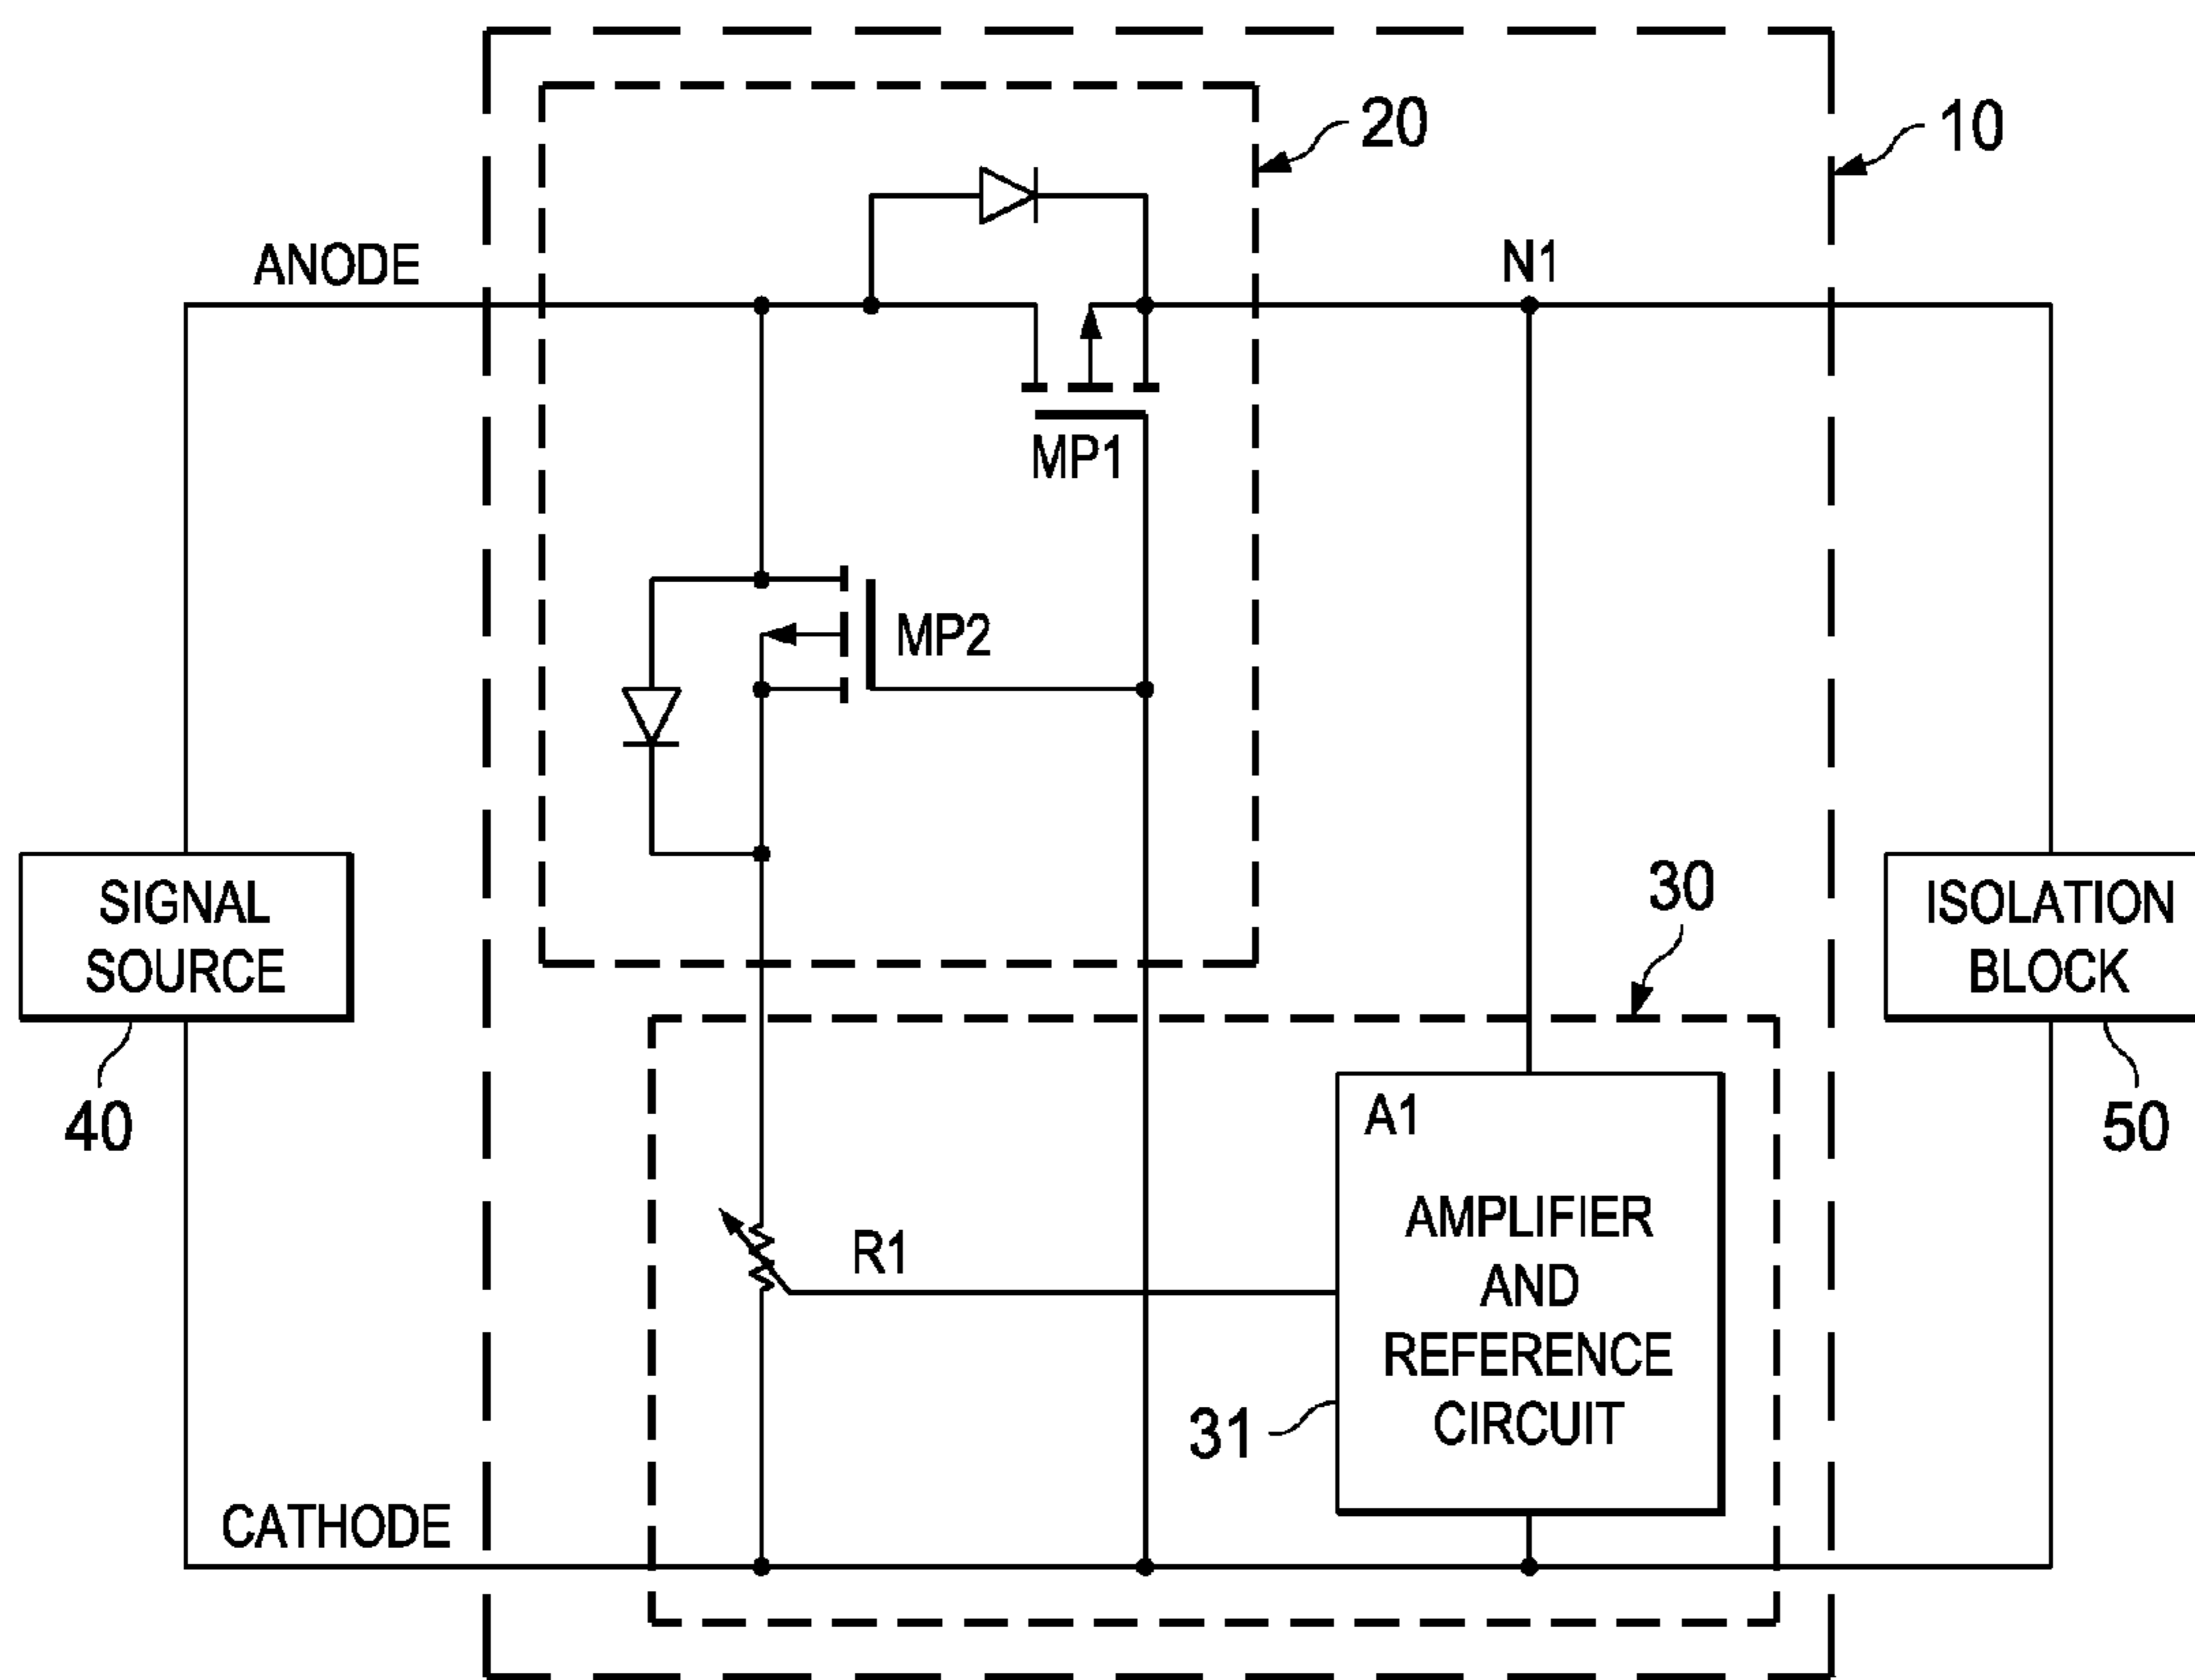 20
10
ANODE
N1
MP1
MP2
SIGNAL
SOURCE
40
30
ISOLATION
BLOCK
50
A1
AMPLIFIER
AND
REFERENCE
CIRCUIT
R1
31
CATHODE